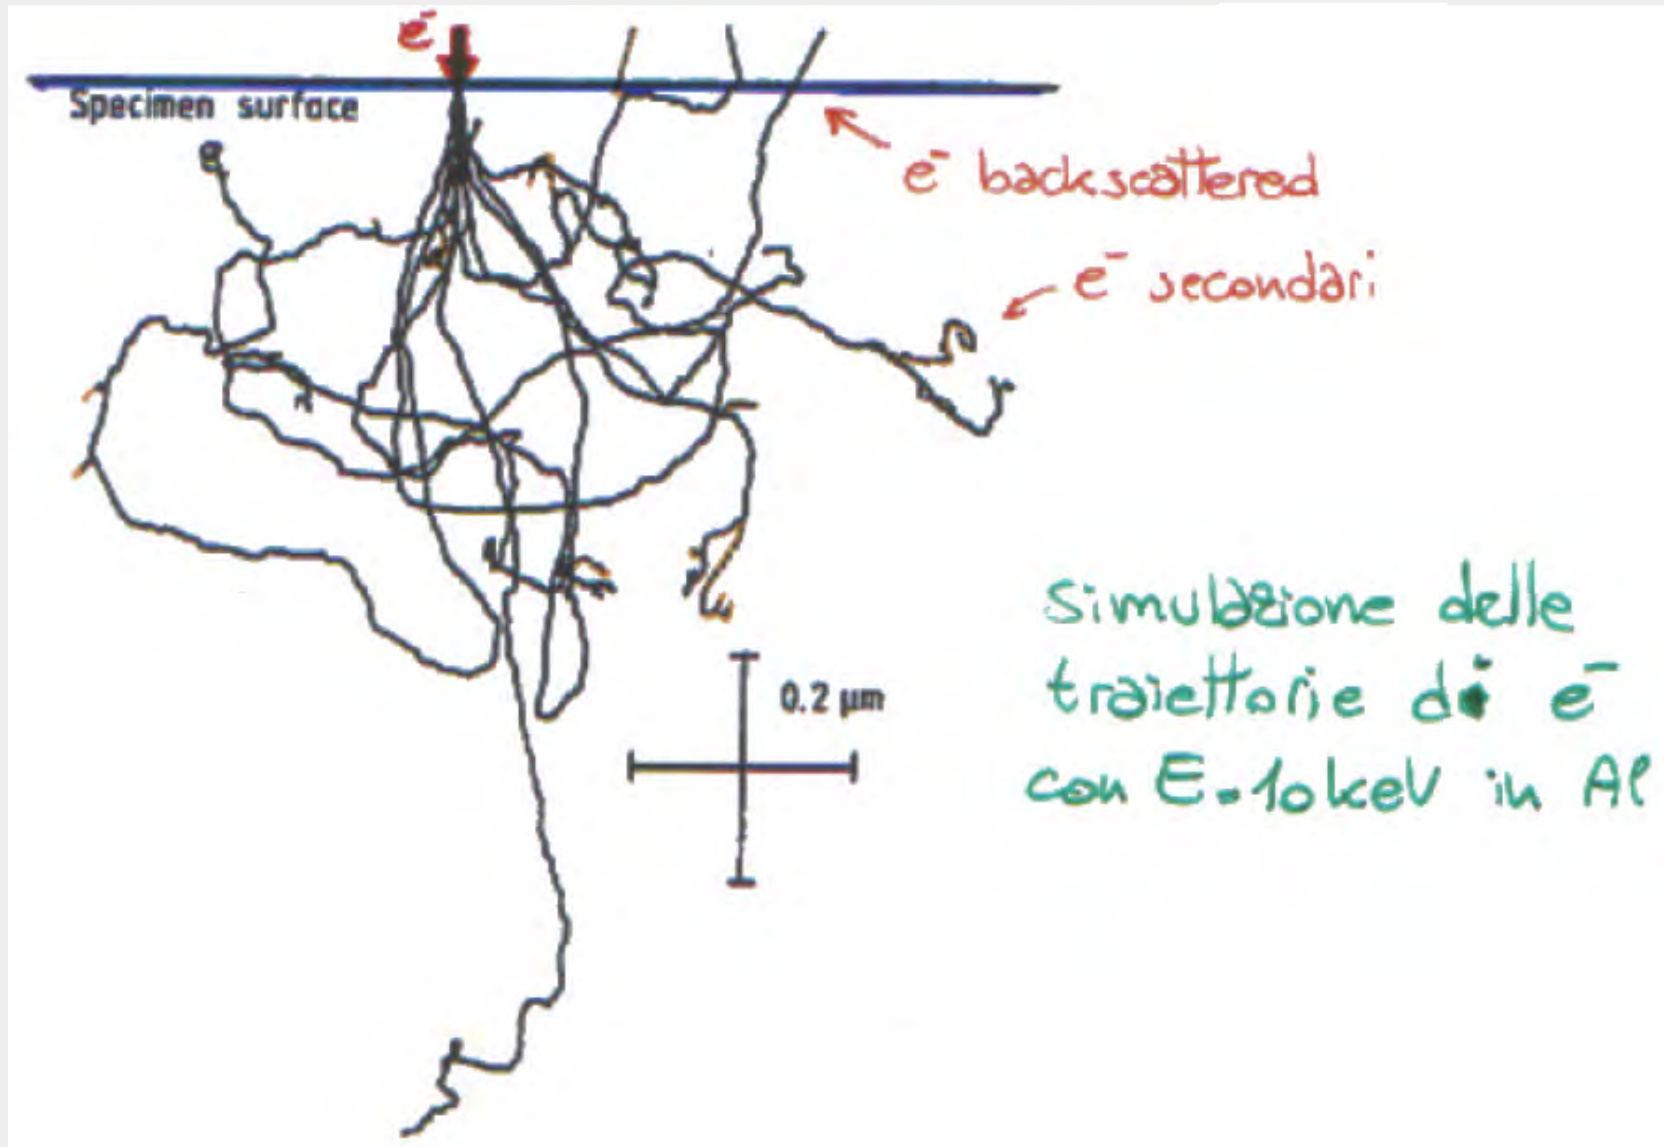 e⁻
Specimen surface
e⁻ backscattered
e⁻ secondari
0.2 µm
Simulazione delle
traiettorie di e⁻
con E=10keV in Al